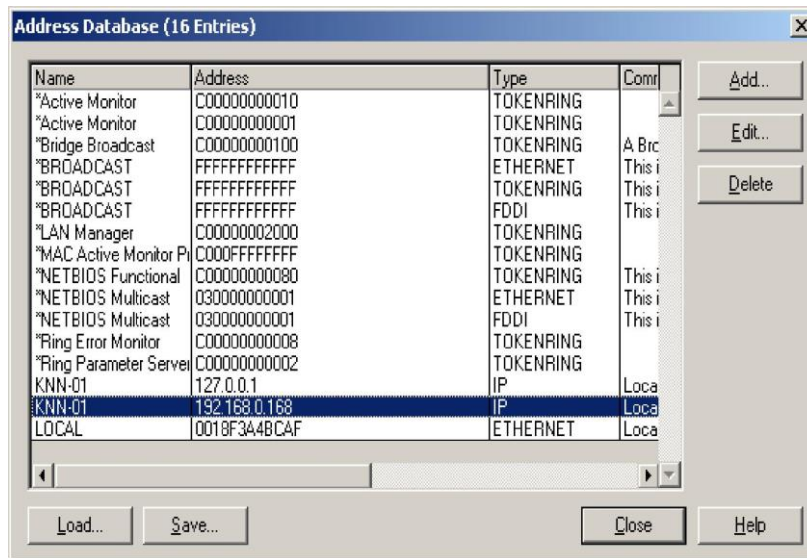 Address Database (16 Entries)
Name Address Type Comr
*Active Monitor C00000000010 TOKENRING
*Active Monitor C00000000001 TOKENRING
*Bridge Broadcast C00000000100 TOKENRING A Brc
*BROADCAST FFFFFFFFFFFF ETHERNET This i
*BROADCAST FFFFFFFFFFFF TOKENRING This i
*BROADCAST FFFFFFFFFFFF FDDI This i
*LAN Manager C00000002000 TOKENRING
*MAC Active Monitor Pr C000FFFFFFFF TOKENRING
*NETBIOS Functional C00000000080 TOKENRING This i
*NETBIOS Multicast 030000000001 ETHERNET This i
*NETBIOS Multicast 030000000001 FDDI This i
*Ring Error Monitor C00000000008 TOKENRING
*Ring Parameter Server C00000000002 TOKENRING
KNN-01 127.0.0.1 IP Loca
KNN-01 192.168.0.168 IP Loca
LOCAL 0018F3A4BCAF ETHERNET Loca
Add...
Edit...
Delete
Load... Save... Close Help